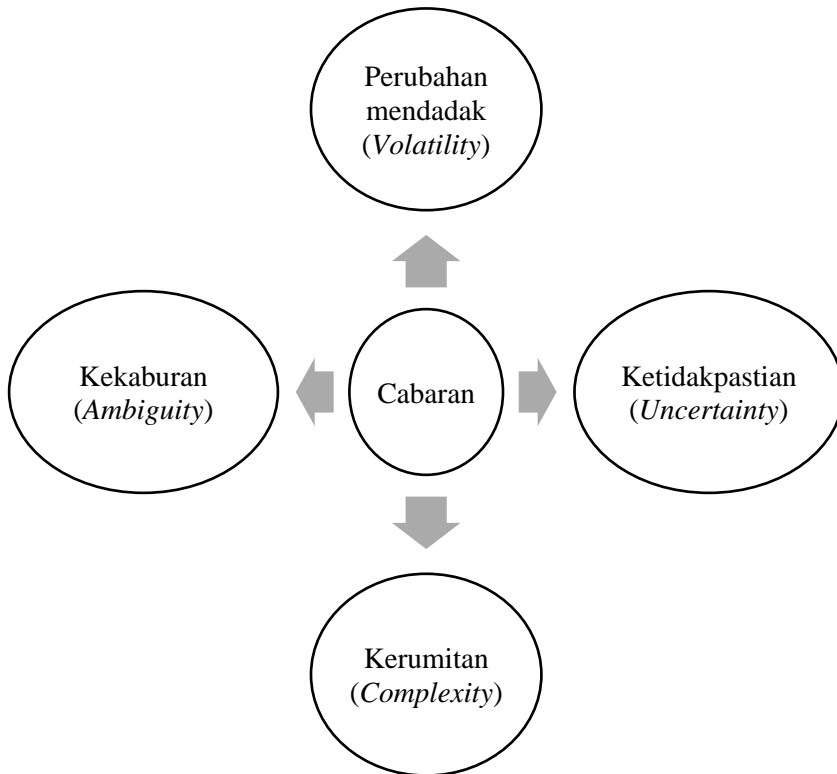 Perubahan
mendadak
(Volatility)
Kekaburan
(Ambiguity)
Cabaran
Ketidakpastian
(Uncertainty)
Kerumitan
(Complexity)